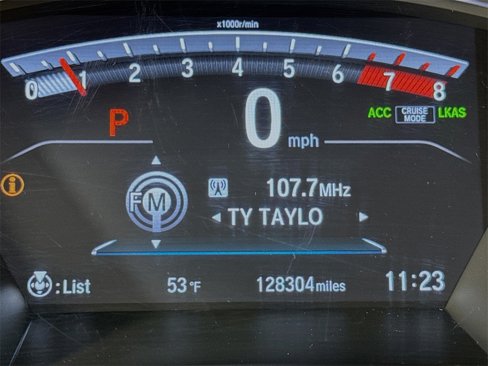 x1000r/min
0 1 2 3 4 5 6 7 8
P
0 mph
ACC CRUISE MODE LKAS
i
FM
107.7MHz
TY TAYLO
:List
53°F
128304miles
11:23